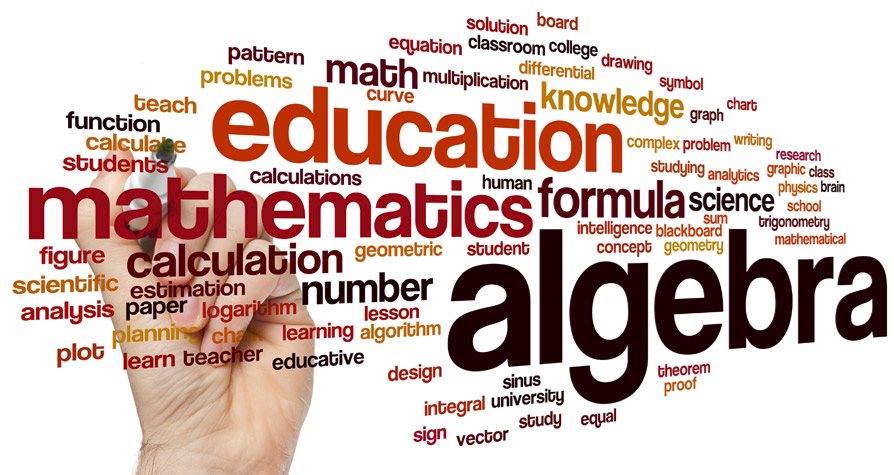 solution board
equation classroom college
pattern drawing
problems math multiplication differential symbol
teach curve knowledge graph chart
function education complex problem writing
calculate research
students calculations human studying analytics graphic class
mathematics formula science physics brain
intelligence blackboard sum school
trigonometry
figure calculation geometric student concept geometry mathematical
scientific estimation number algebra
analysis paper logarithm lesson
planning learning algorithm
plot learn teacher educative
design sinus theorem
proof
integral university
sign vector study equal